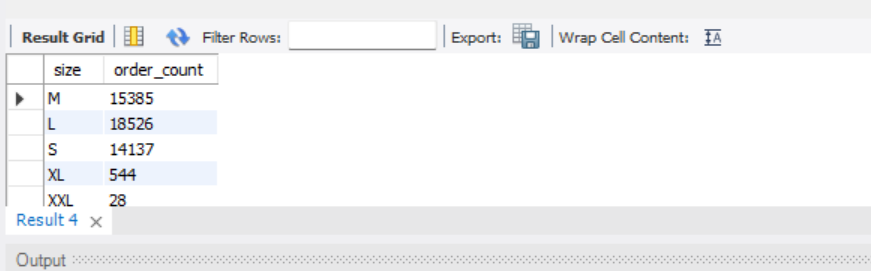 Result Grid Filter Rows: Export: Wrap Cell Content: IA
size order_count
M 15385
L 18526
S 14137
XL 544
XXL 28
Result 4 ×
Output